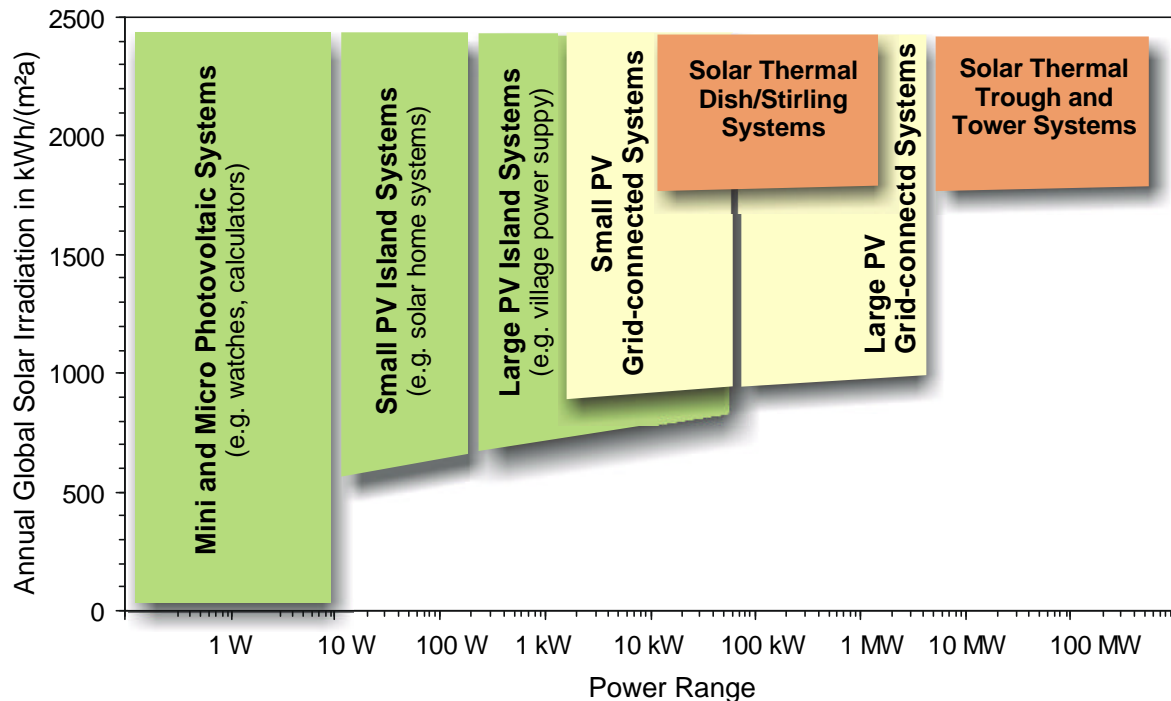 Annual Global Solar Irradiation in kWh/(m²a)
2500
2000
1500
1000
500
0
Mini and Micro Photovoltaic Systems
(e.g. watches, calculators)
Small PV Island Systems
(e.g. solar home systems)
Large PV Island Systems
(e.g. village power suppy)
Small PV
Grid-connected Systems
Solar Thermal
Dish/Stirling
Systems
Large PV
Grid-connectd Systems
Solar Thermal
Trough and
Tower Systems
1 W
10 W
100 W
1 kW
10 kW
100 kW
1 MW
10 MW
100 MW
Power Range